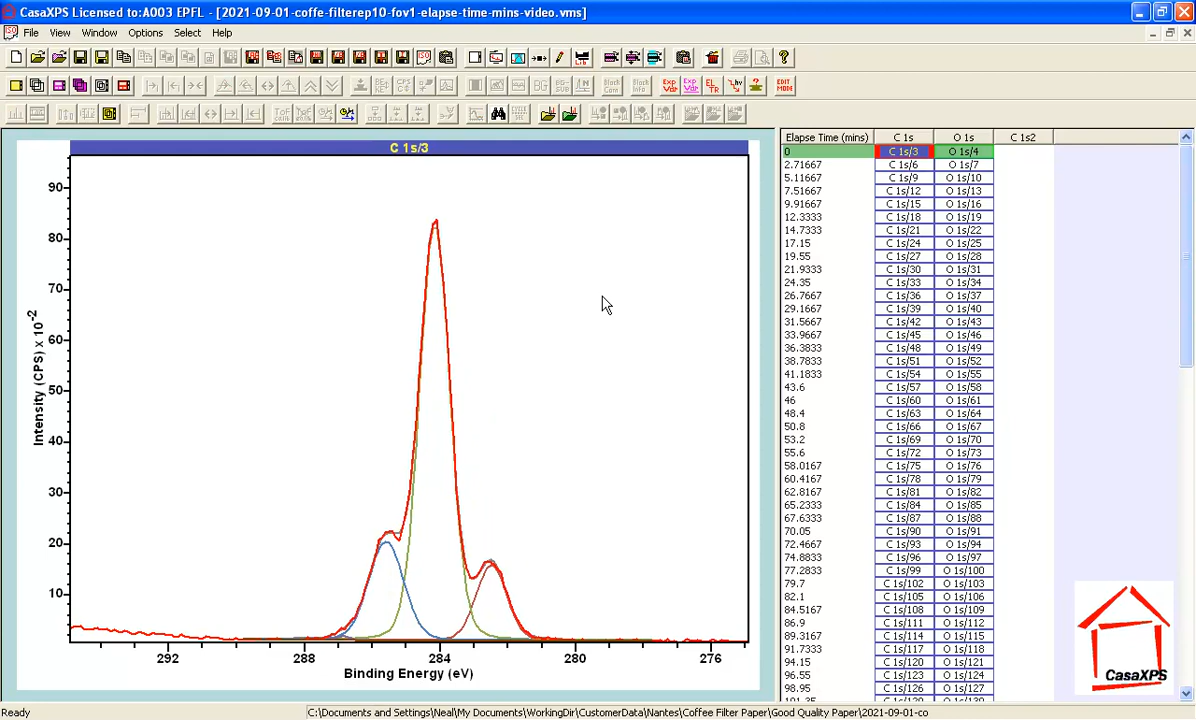 CasaXPS Licensed to:A003 EPFL - [2021-09-01-coffe-filterep10-fov1-elapse-time-mins-video.vms]
File View Window Options Select Help
C 1s/3
90
80
70
60
50
40
30
20
10
Intensity (CPS) x 10-2
292 288 284 280 276
Binding Energy (eV)
Elapse Time (mins) C 1s O 1s C 1s2
0 C 1s/3 O 1s/4
2.71667 C 1s/6 O 1s/7
5.11667 C 1s/9 O 1s/10
7.51667 C 1s/12 O 1s/13
9.91667 C 1s/15 O 1s/16
12.3333 C 1s/18 O 1s/19
14.7333 C 1s/21 O 1s/22
17.15 C 1s/24 O 1s/25
19.55 C 1s/27 O 1s/28
21.9333 C 1s/30 O 1s/31
24.35 C 1s/33 O 1s/34
26.7667 C 1s/36 O 1s/37
29.1667 C 1s/39 O 1s/40
31.5667 C 1s/42 O 1s/43
33.9667 C 1s/45 O 1s/46
36.3833 C 1s/48 O 1s/49
38.7833 C 1s/51 O 1s/52
41.1833 C 1s/54 O 1s/55
43.6 C 1s/57 O 1s/58
46 C 1s/60 O 1s/61
48.4 C 1s/63 O 1s/64
50.8 C 1s/66 O 1s/67
53.2 C 1s/69 O 1s/70
55.6 C 1s/72 O 1s/73
58.0167 C 1s/75 O 1s/76
60.4167 C 1s/78 O 1s/79
62.8167 C 1s/81 O 1s/82
65.2333 C 1s/84 O 1s/85
67.6333 C 1s/87 O 1s/88
70.05 C 1s/90 O 1s/91
72.4667 C 1s/93 O 1s/94
74.8833 C 1s/96 O 1s/97
77.2833 C 1s/99 O 1s/100
79.7 C 1s/102 O 1s/103
82.1 C 1s/105 O 1s/106
84.5167 C 1s/108 O 1s/109
86.9 C 1s/111 O 1s/112
89.3167 C 1s/114 O 1s/115
91.7333 C 1s/117 O 1s/118
94.15 C 1s/120 O 1s/121
96.55 C 1s/123 O 1s/124
98.95 C 1s/126 O 1s/127
CasaXPS
Ready C:\Documents and Settings\Neal\My Documents\WorkingDir\CustomerData\Nantes\Coffee Filter Paper\Good Quality Paper\2021-09-01-co